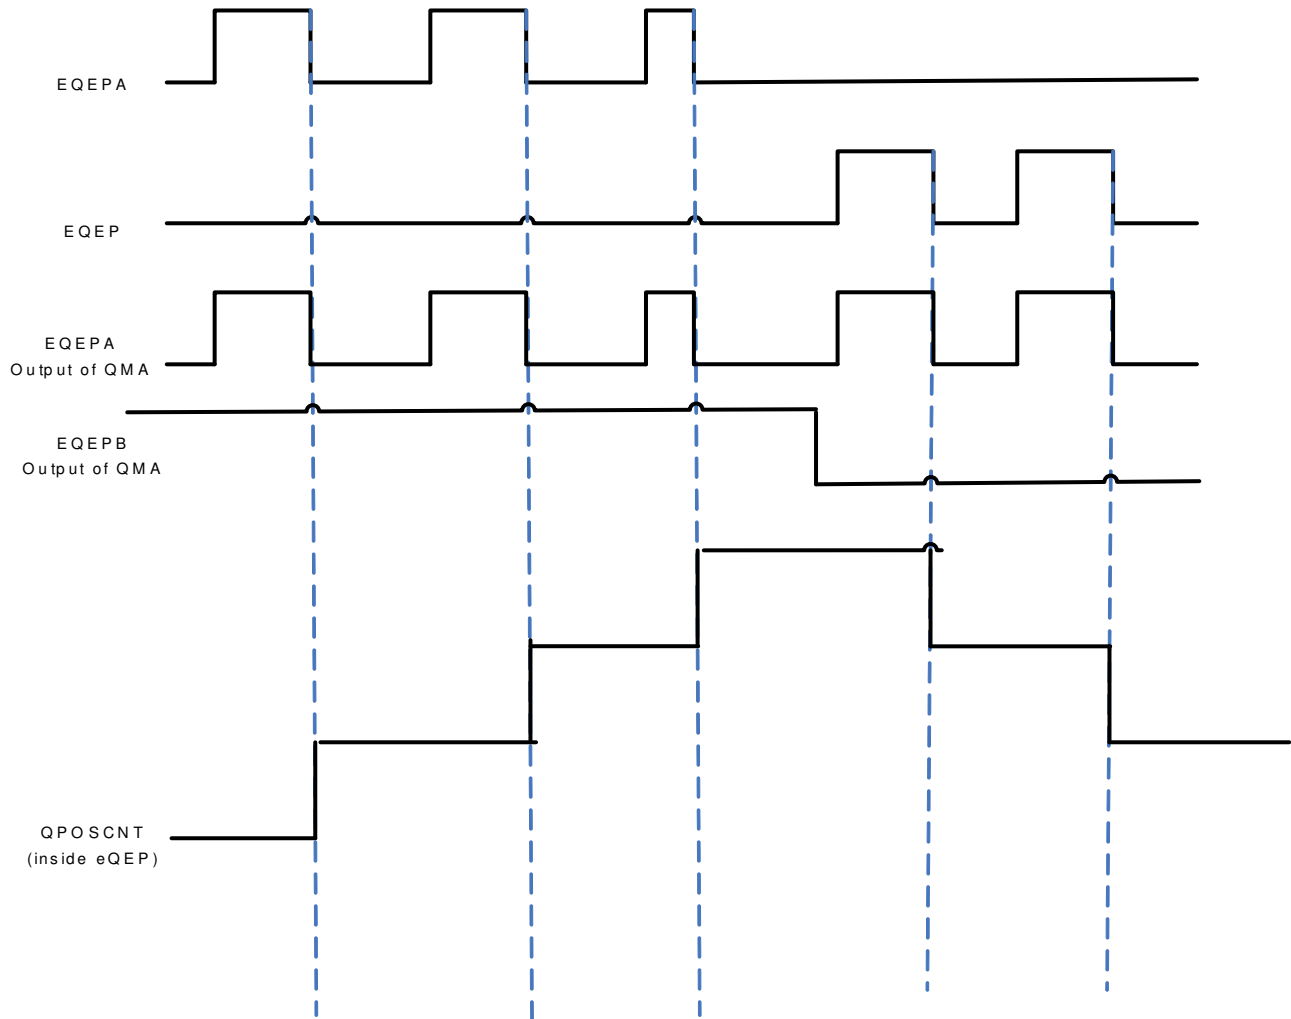 EQEPA
EQEP
EQEPA
Output of QMA
EQEPB
Output of QMA
QPOSCNT
(inside eQEP)